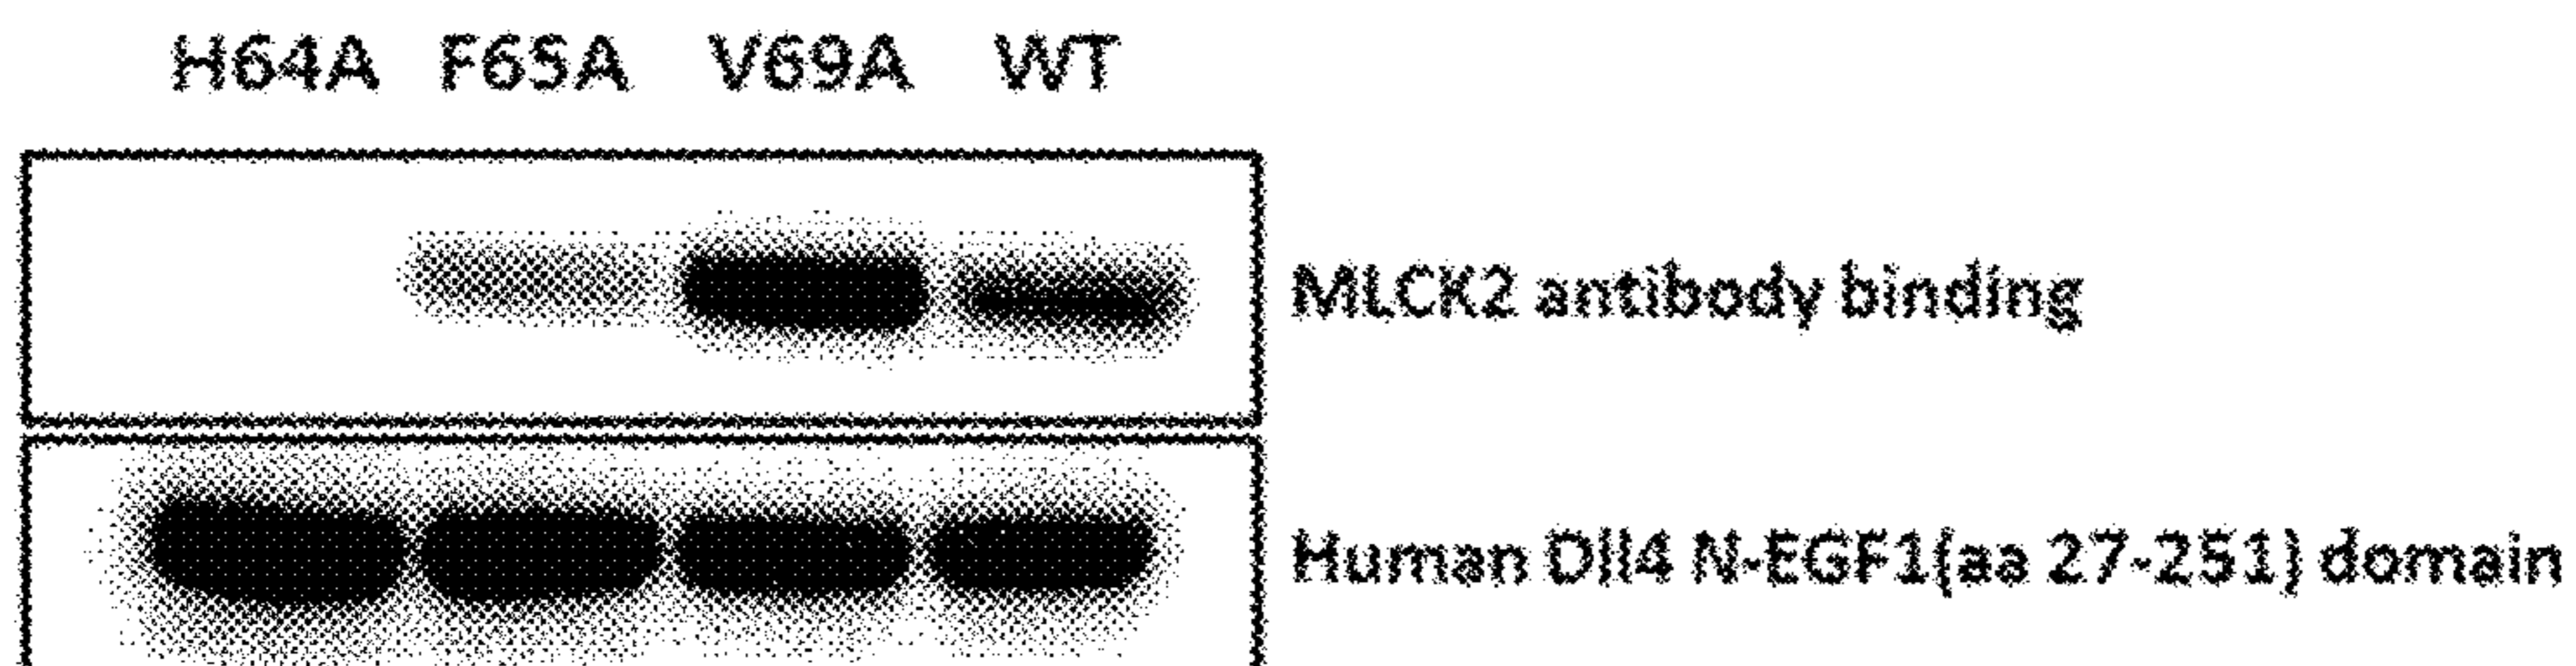 H64A F65A V69A WT
MLCK2 antibody binding
Human Dll4 N-EGF1(aa 27-251) domain